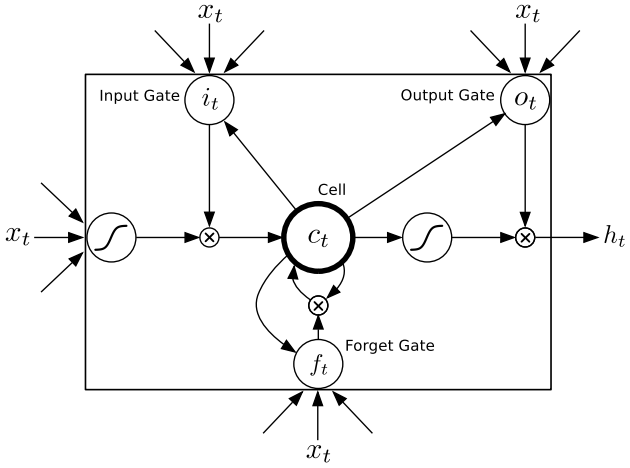 x_t x_t
Input Gate i_t Output Gate o_t
Cell
x_t c_t h_t
Forget Gate
f_t
x_t